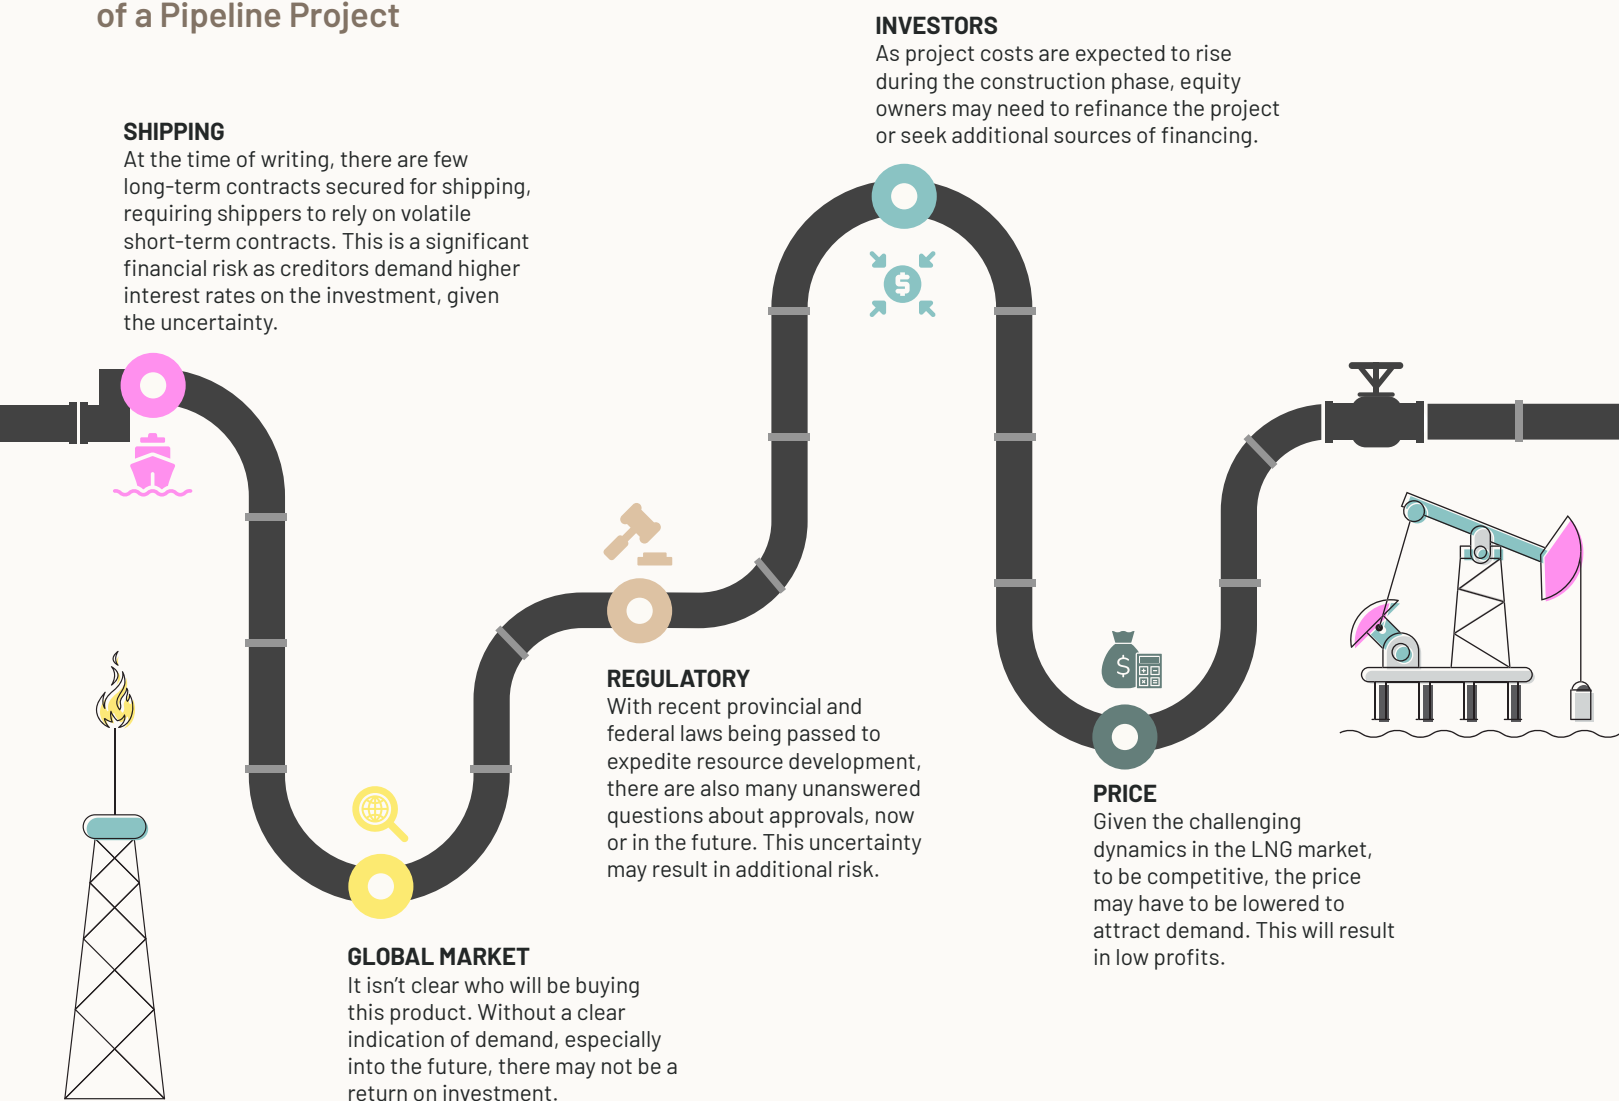 of a Pipeline Project
SHIPPING
At the time of writing, there are few
long-term contracts secured for shipping,
requiring shippers to rely on volatile
short-term contracts. This is a significant
financial risk as creditors demand higher
interest rates on the investment, given
the uncertainty.
GLOBAL MARKET
It isn’t clear who will be buying
this product. Without a clear
indication of demand, especially
into the future, there may not be a
return on investment.
REGULATORY
With recent provincial and
federal laws being passed to
expedite resource development,
there are also many unanswered
questions about approvals, now
or in the future. This uncertainty
may result in additional risk.
INVESTORS
As project costs are expected to rise
during the construction phase, equity
owners may need to refinance the project
or seek additional sources of financing.
$
$
PRICE
Given the challenging
dynamics in the LNG market,
to be competitive, the price
may have to be lowered to
attract demand. This will result
in low profits.